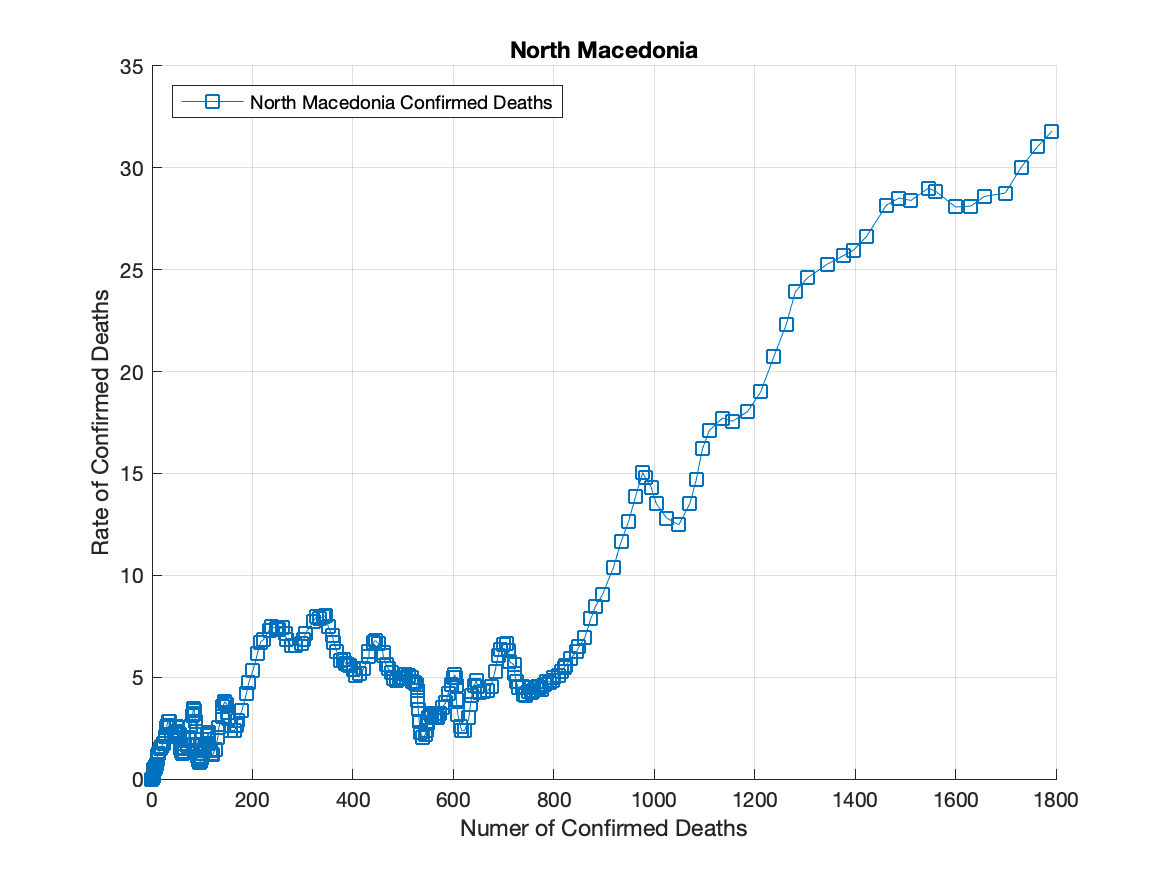 North Macedonia
North Macedonia Confirmed Deaths
Rate of Confirmed Deaths
35
30
25
20
15
10
5
0
0 200 400 600 800 1000 1200 1400 1600 1800
Numer of Confirmed Deaths